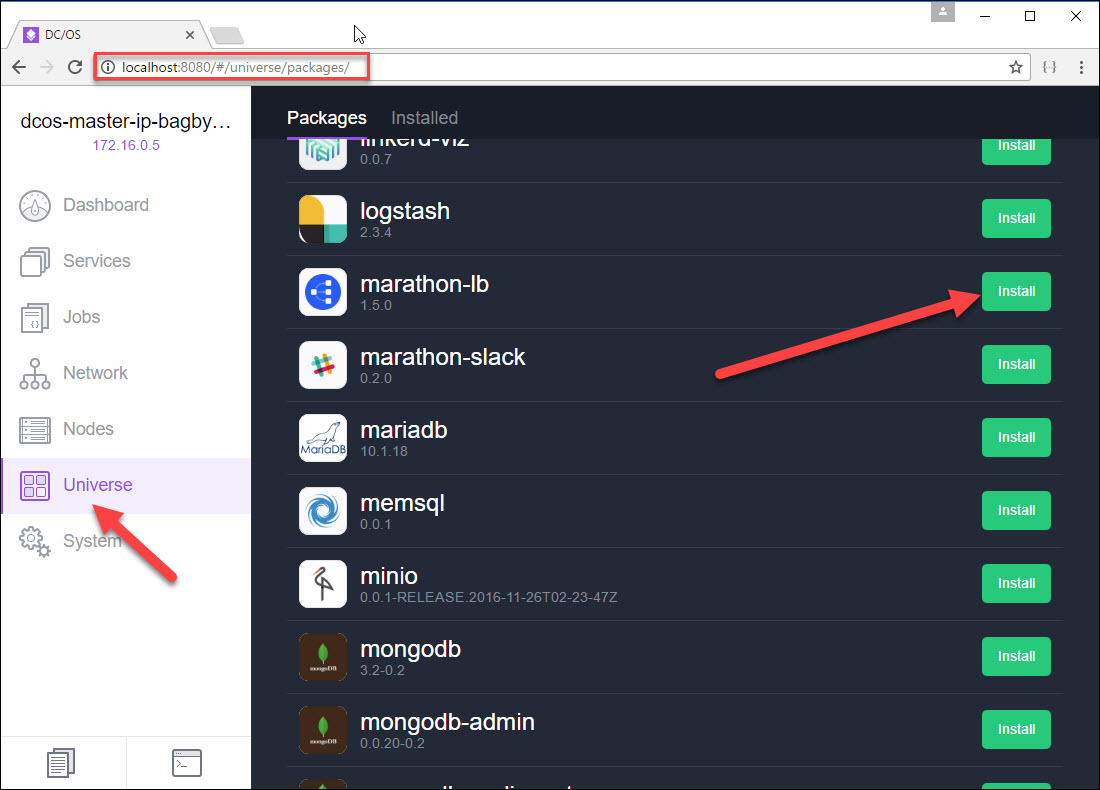 DC/OS
localhost:8080/#/universe/packages/
dcos-master-ip-bagby...
172.16.0.5
Dashboard
Services
Jobs
Network
Nodes
Universe
System
Packages Installed
linkerd-viz
0.0.7
Install
logstash
2.3.4
Install
marathon-lb
1.5.0
Install
marathon-slack
0.2.0
Install
mariadb
10.1.18
Install
MariaDB
memsql
0.0.1
Install
minio
0.0.1-RELEASE.2016-11-26T02-23-47Z
Install
mongodb
3.2-0.2
Install
mongoDB
mongodb-admin
0.0.20-0.2
Install
mongoDB